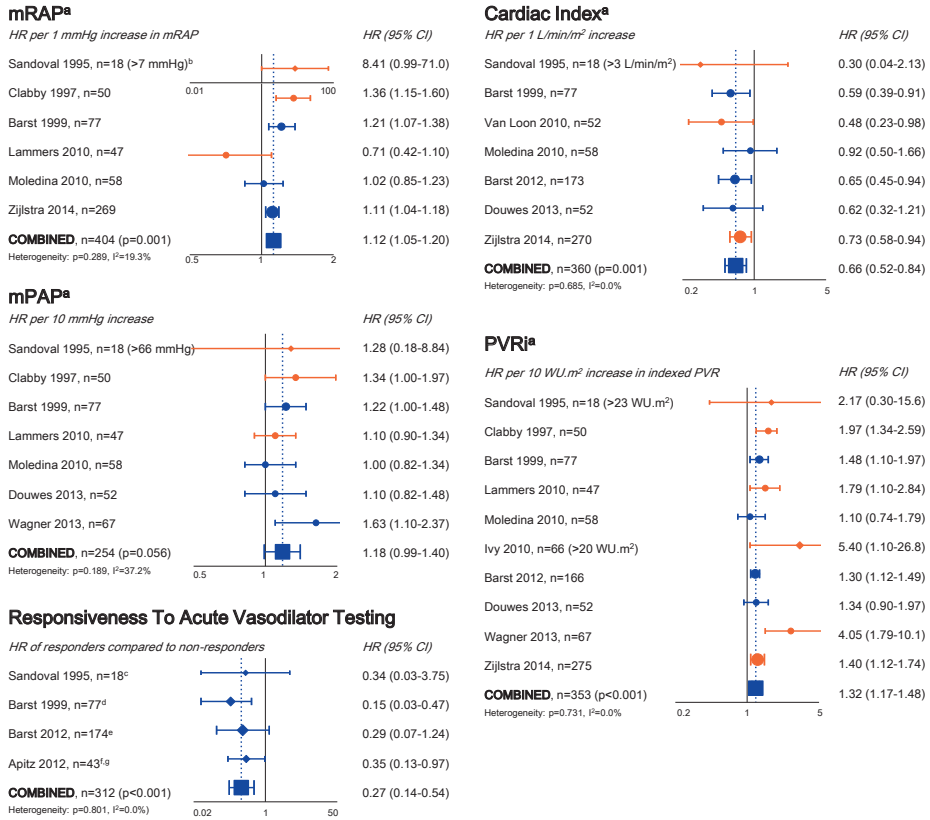 mRAPᵃ
HR per 1 mmHg increase in mRAP HR (95% CI)
Sandoval 1995, n=18 (>7 mmHg)ᵇ 8.41 (0.99-71.0)
0.01 100
Clabby 1997, n=50 1.36 (1.15-1.60)
Barst 1999, n=77 1.21 (1.07-1.38)
Lammers 2010, n=47 0.71 (0.42-1.10)
Moledina 2010, n=58 1.02 (0.85-1.23)
Zijlstra 2014, n=269 1.11 (1.04-1.18)
COMBINED, n=404 (p=0.001) 1.12 (1.05-1.20)
Heterogeneity: p=0.289, I²=19.3%
0.5 1 2
mPAPᵃ
HR per 10 mmHg increase HR (95% CI)
Sandoval 1995, n=18 (>66 mmHg) 1.28 (0.18-8.84)
Clabby 1997, n=50 1.34 (1.00-1.97)
Barst 1999, n=77 1.22 (1.00-1.48)
Lammers 2010, n=47 1.10 (0.90-1.34)
Moledina 2010, n=58 1.00 (0.82-1.34)
Douwes 2013, n=52 1.10 (0.82-1.48)
Wagner 2013, n=67 1.63 (1.10-2.37)
COMBINED, n=254 (p=0.056) 1.18 (0.99-1.40)
Heterogeneity: p=0.189, I²=37.2%
0.5 1 2
Responsiveness To Acute Vasodilator Testing
HR of responders compared to non-responders HR (95% CI)
Sandoval 1995, n=18ᶜ 0.34 (0.03-3.75)
Barst 1999, n=77ᵈ 0.15 (0.03-0.47)
Barst 2012, n=174ᵉ 0.29 (0.07-1.24)
Apitz 2012, n=43ᶠ,ᵍ 0.35 (0.13-0.97)
COMBINED, n=312 (p<0.001) 0.27 (0.14-0.54)
Heterogeneity: p=0.801, I²=0.0%)
0.02 1 50
Cardiac Indexᵃ
HR per 1 L/min/m² increase HR (95% CI)
Sandoval 1995, n=18 (>3 L/min/m²) 0.30 (0.04-2.13)
Barst 1999, n=77 0.59 (0.39-0.91)
Van Loon 2010, n=52 0.48 (0.23-0.98)
Moledina 2010, n=58 0.92 (0.50-1.66)
Barst 2012, n=173 0.65 (0.45-0.94)
Douwes 2013, n=52 0.62 (0.32-1.21)
Zijlstra 2014, n=270 0.73 (0.58-0.94)
COMBINED, n=360 (p=0.001) 0.66 (0.52-0.84)
Heterogeneity: p=0.685, I²=0.0%
0.2 1 5
PVRiᵃ
HR per 10 WU.m² increase in indexed PVR HR (95% CI)
Sandoval 1995, n=18 (>23 WU.m²) 2.17 (0.30-15.6)
Clabby 1997, n=50 1.97 (1.34-2.59)
Barst 1999, n=77 1.48 (1.10-1.97)
Lammers 2010, n=47 1.79 (1.10-2.84)
Moledina 2010, n=58 1.10 (0.74-1.79)
Ivy 2010, n=66 (>20 WU.m²) 5.40 (1.10-26.8)
Barst 2012, n=166 1.30 (1.12-1.49)
Douwes 2013, n=52 1.34 (0.90-1.97)
Wagner 2013, n=67 4.05 (1.79-10.1)
Zijlstra 2014, n=275 1.40 (1.12-1.74)
COMBINED, n=353 (p<0.001) 1.32 (1.17-1.48)
Heterogeneity: p=0.731, I²=0.0%
0.2 1 5